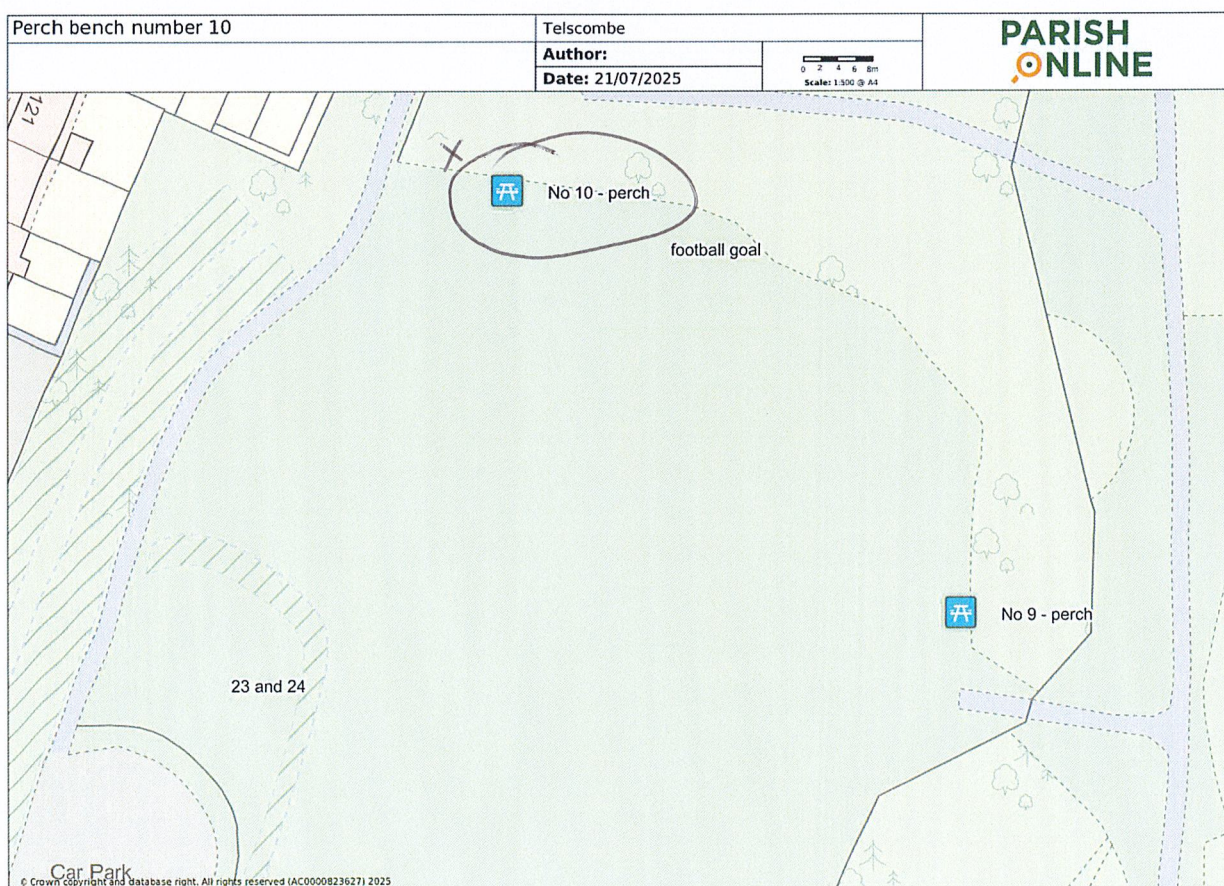 Perch bench number 10
Telscombe
Author:
Date: 21/07/2025
0 2 4 6 8m
Scale: 1:500 @ A4
PARISH
ONLINE
121
X
No 10 - perch
football goal
No 9 - perch
23 and 24
Car Park
© Crown copyright and database right. All rights reserved (AC0000823627) 2025